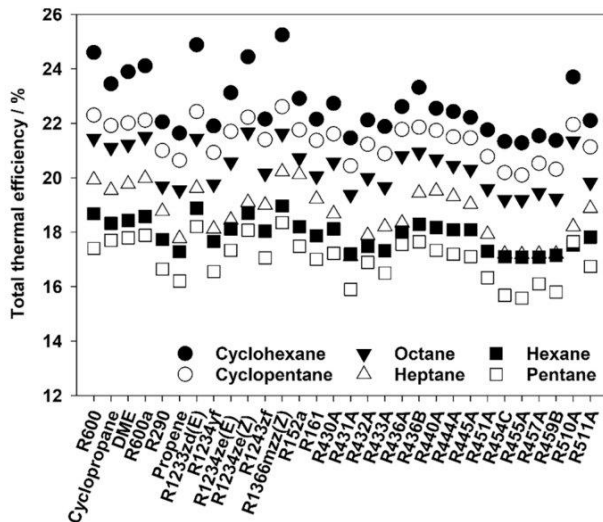 Total thermal efficiency / %
26
24
22
20
18
16
14
12
Cyclohexane
Octane
Hexane
Cyclopentane
Heptane
Pentane
R600
Cyclopropane
DME
R600a
R290
Propene
R1233zd(E)
R1234yf
R1234ze(E)
R1234ze(Z)
R1243zf
R1366mzz(Z)
R152a
R161
R430A
R431A
R432A
R433A
R436A
R436B
R440A
R444A
R445A
R451A
R454C
R455A
R457A
R459B
R510A
R511A